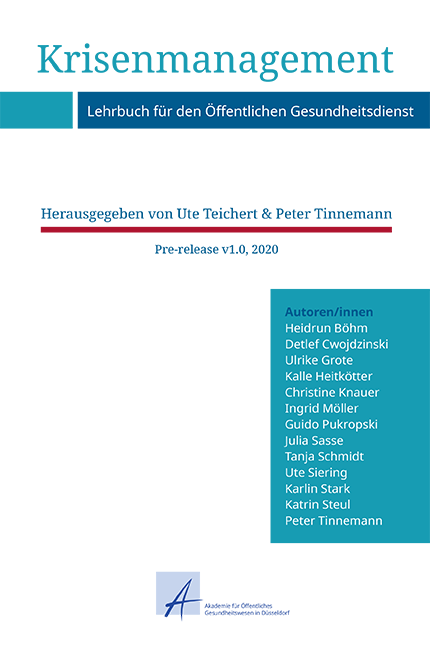 Krisenmanagement
Lehrbuch für den Öffentlichen Gesundheitsdienst
Herausgegeben von Ute Teichert & Peter Tinnemann
Pre-release v1.0, 2020
Autoren/innen
Heidrun Böhm
Detlef Cwojdzinski
Ulrike Grote
Kalle Heitkötter
Christine Knauer
Ingrid Möller
Guido Pukropski
Julia Sasse
Tanja Schmidt
Ute Siering
Karlin Stark
Katrin Steul
Peter Tinnemann
Akademie für Öffentliches
Gesundheitswesen in Düsseldorf